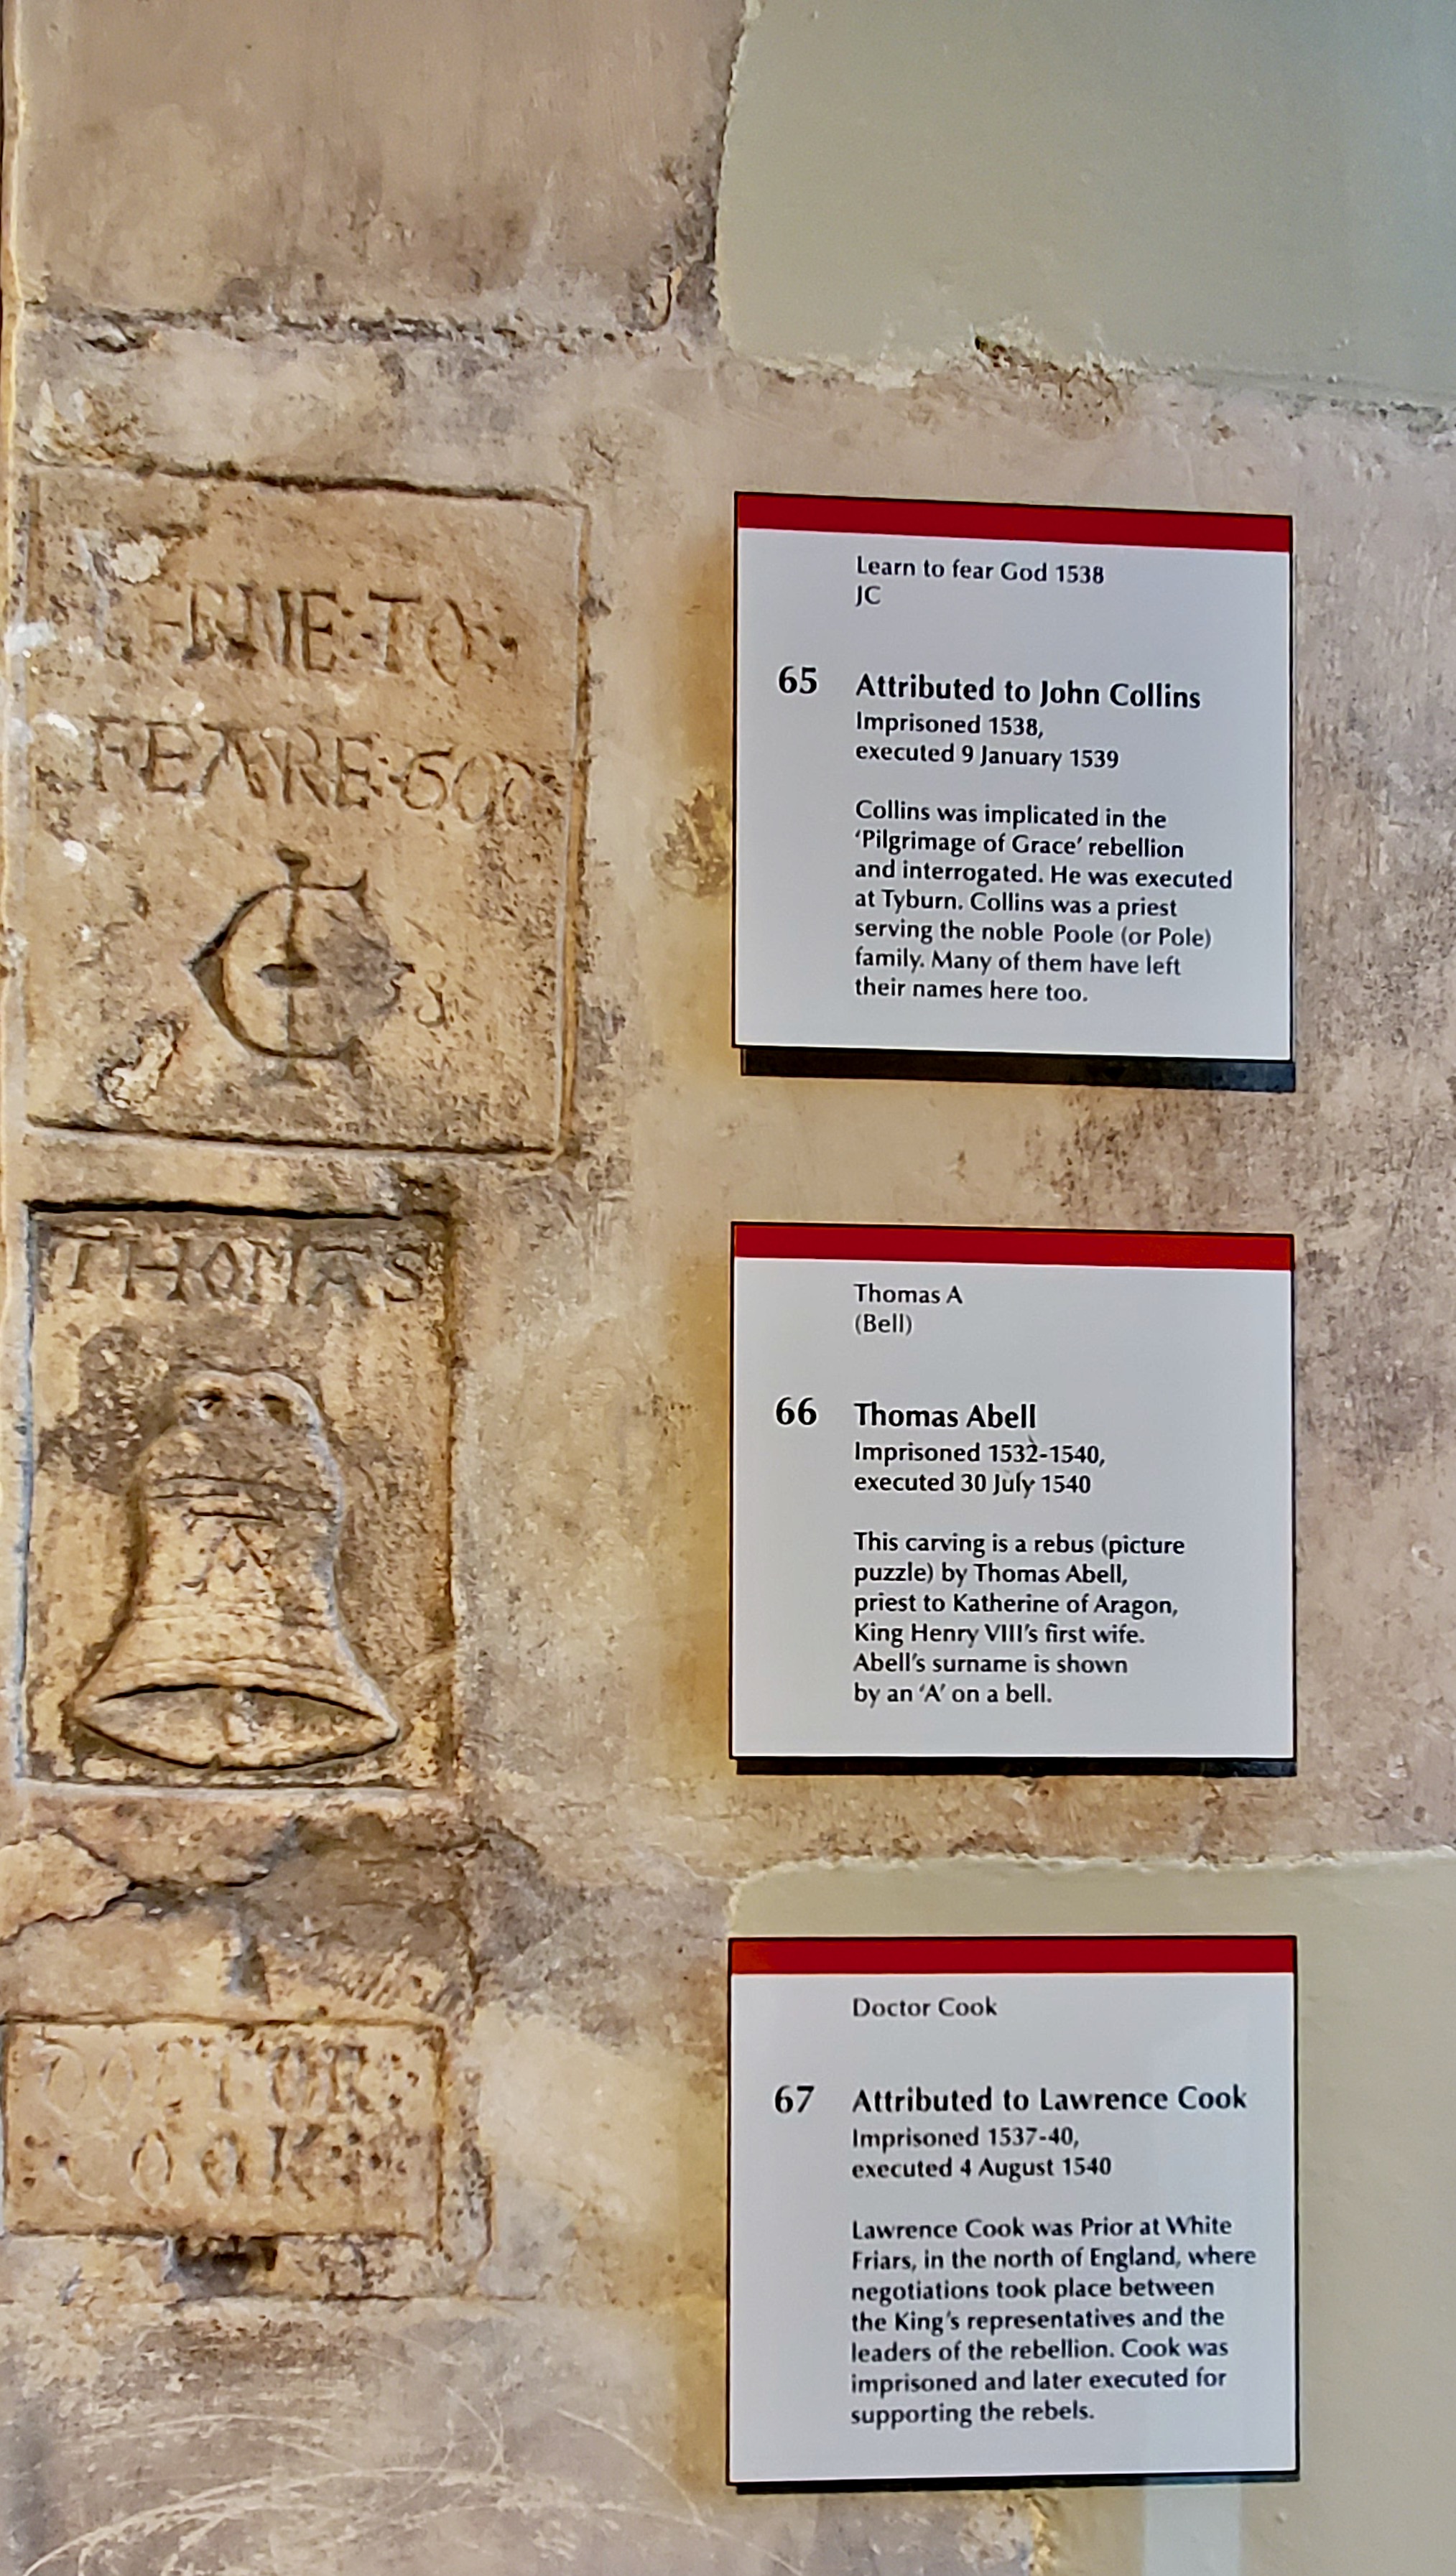 TO:
FEARE: GOD
THOMAS
A
DOCTOR:
COOK:
Learn to fear God 1538
JC
65 Attributed to John Collins
Imprisoned 1538,
executed 9 January 1539
Collins was implicated in the
‘Pilgrimage of Grace’ rebellion
and interrogated. He was executed
at Tyburn. Collins was a priest
serving the noble Poole (or Pole)
family. Many of them have left
their names here too.
Thomas A
(Bell)
66 Thomas Abell
Imprisoned 1532-1540,
executed 30 July 1540
This carving is a rebus (picture
puzzle) by Thomas Abell,
priest to Katherine of Aragon,
King Henry VIII’s first wife.
Abell’s surname is shown
by an ‘A’ on a bell.
Doctor Cook
67 Attributed to Lawrence Cook
Imprisoned 1537-40,
executed 4 August 1540
Lawrence Cook was Prior at White
Friars, in the north of England, where
negotiations took place between
the King’s representatives and the
leaders of the rebellion. Cook was
imprisoned and later executed for
supporting the rebels.